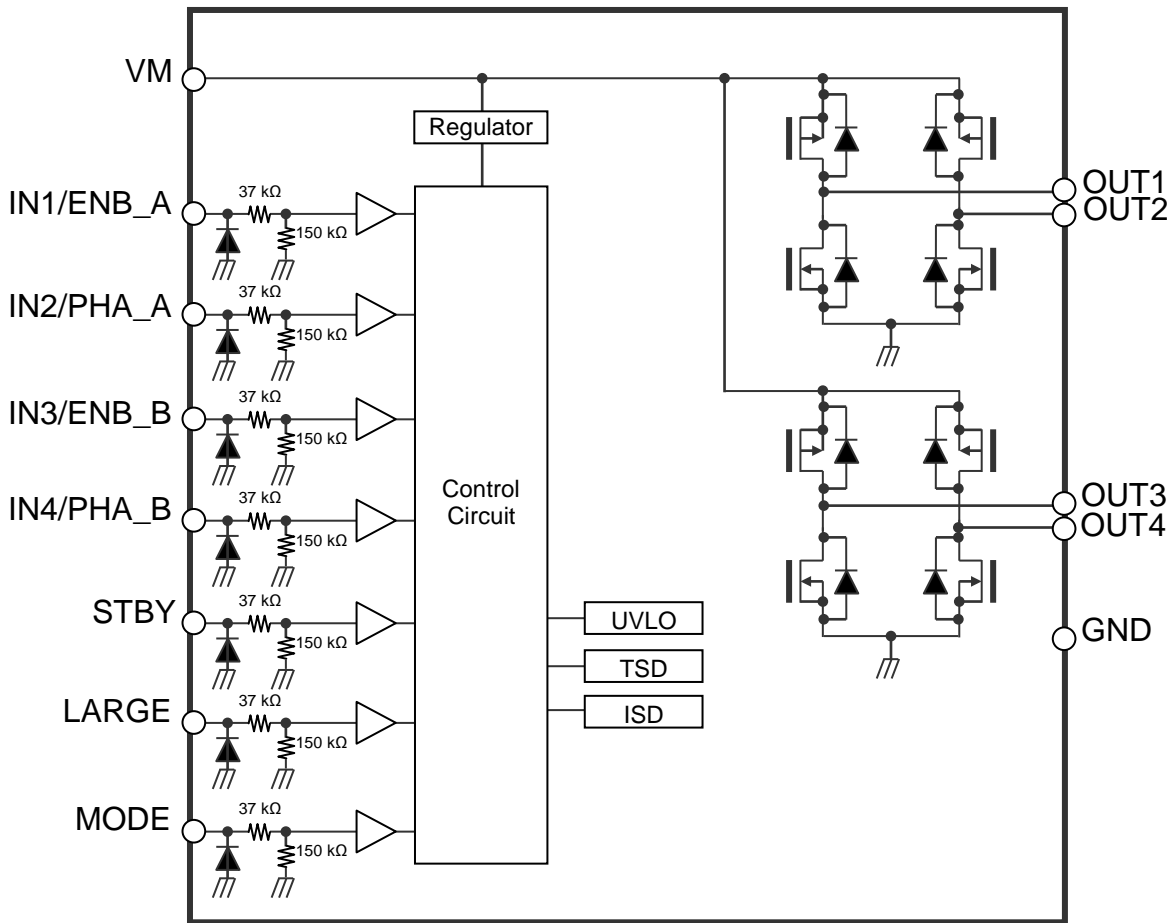 VM
Regulator
IN1/ENB_A
37 kΩ
150 kΩ
IN2/PHA_A
37 kΩ
150 kΩ
IN3/ENB_B
37 kΩ
150 kΩ
IN4/PHA_B
37 kΩ
150 kΩ
STBY
37 kΩ
150 kΩ
LARGE
37 kΩ
150 kΩ
MODE
37 kΩ
150 kΩ
Control
Circuit
UVLO
TSD
ISD
OUT1
OUT2
OUT3
OUT4
GND